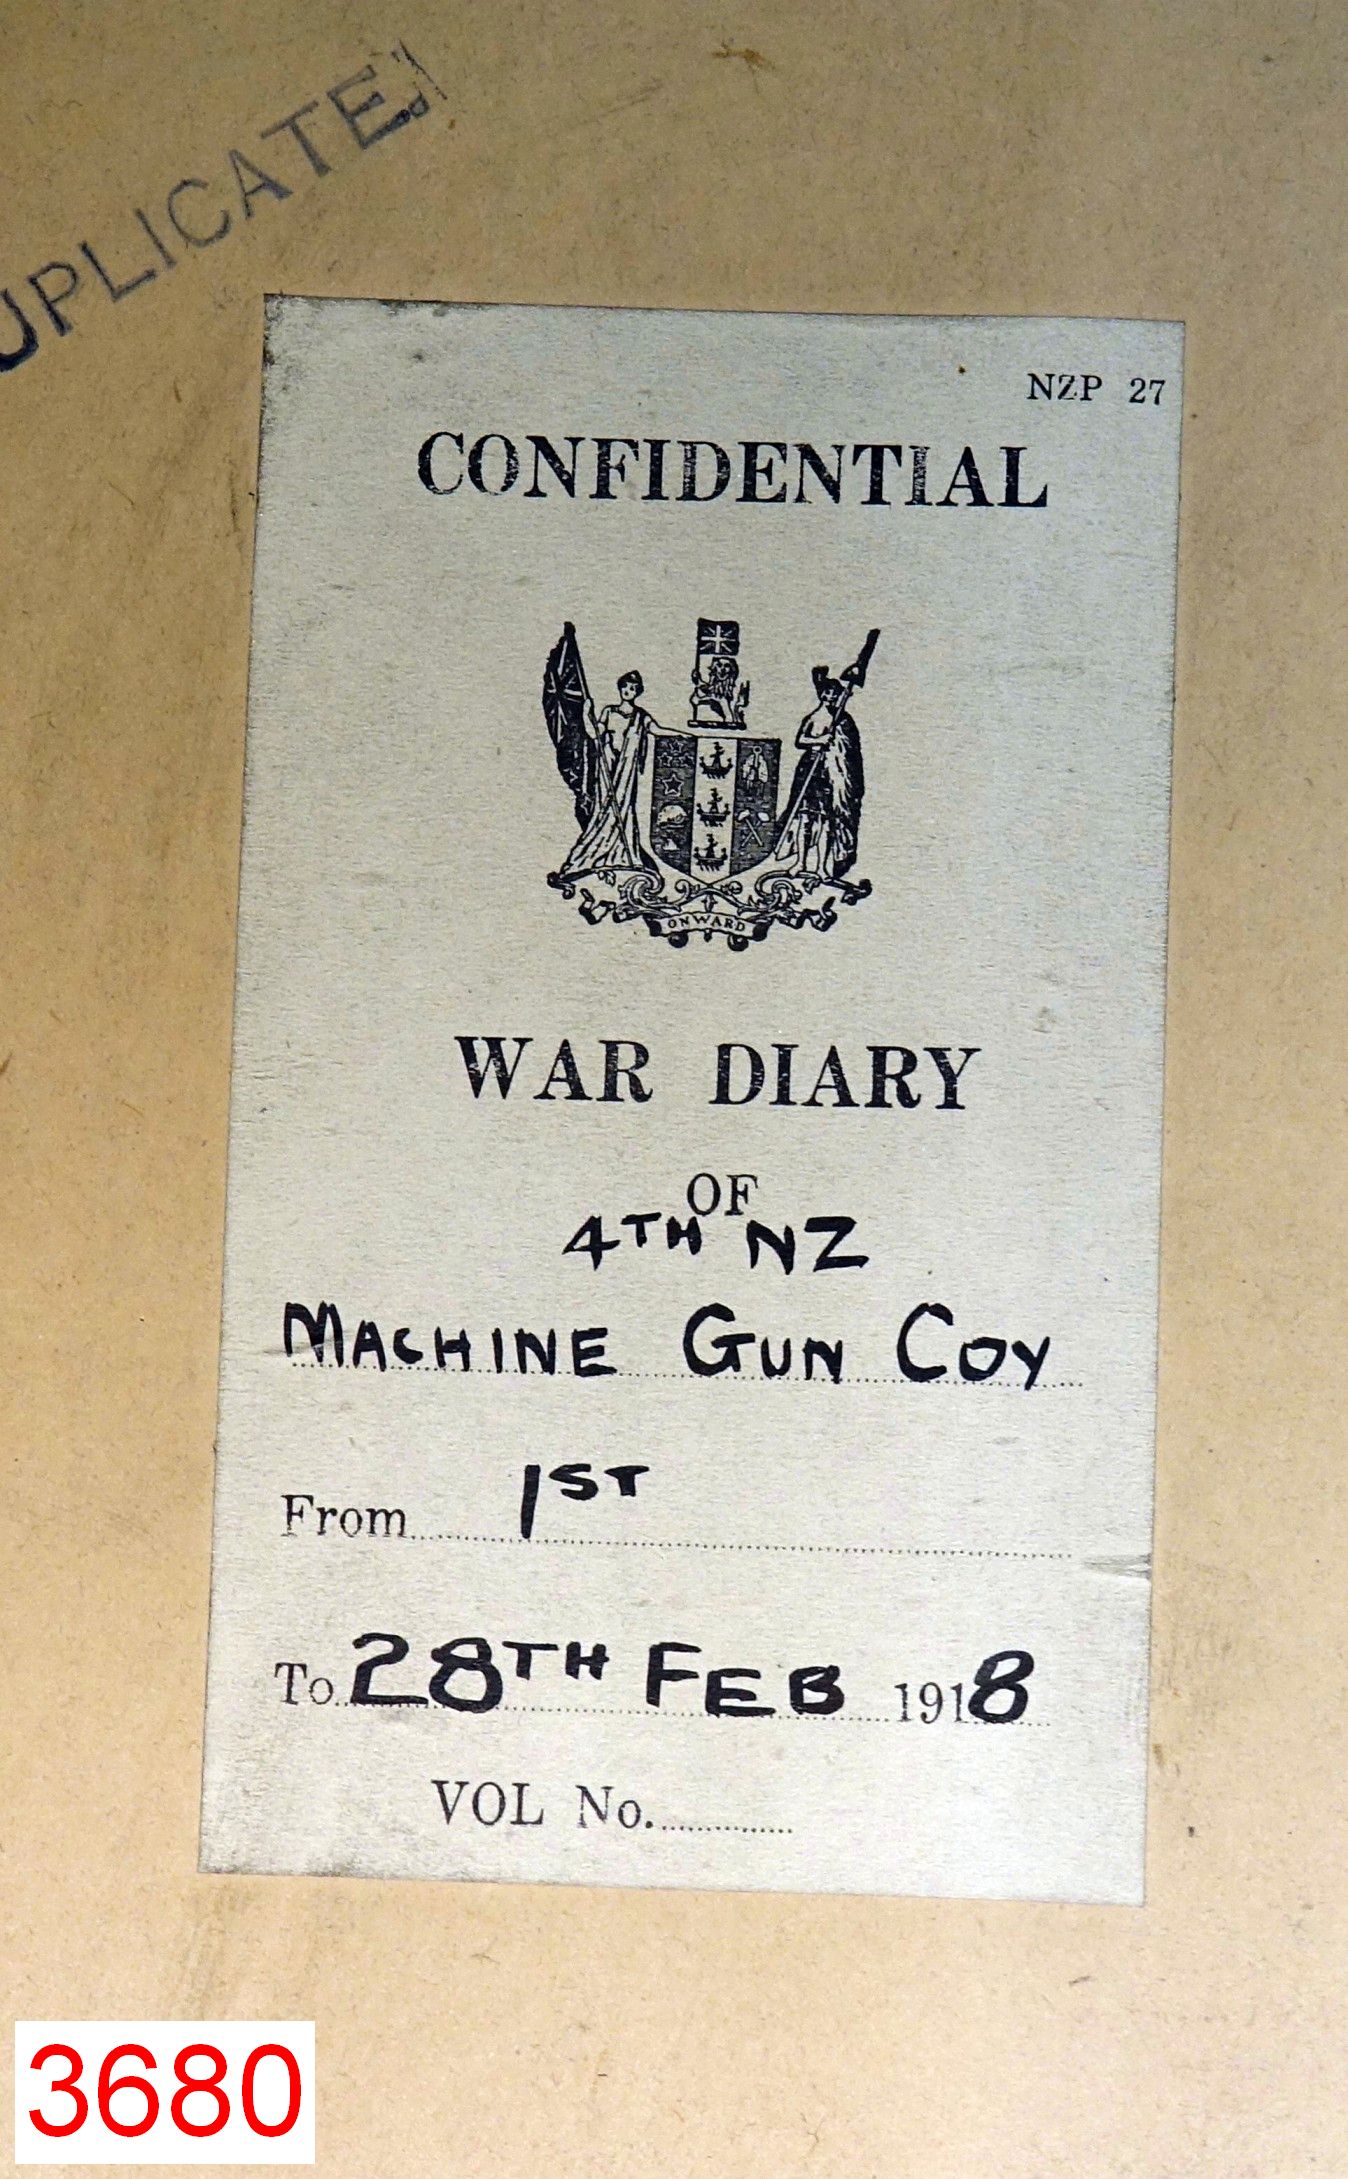 UPLICATE.
NZP 27
CONFIDENTIAL
ONWARD
WAR DIARY
OF
4TH NZ
MACHINE GUN COY
From 1ST
To 28TH FEB 1918
VOL No.
3680